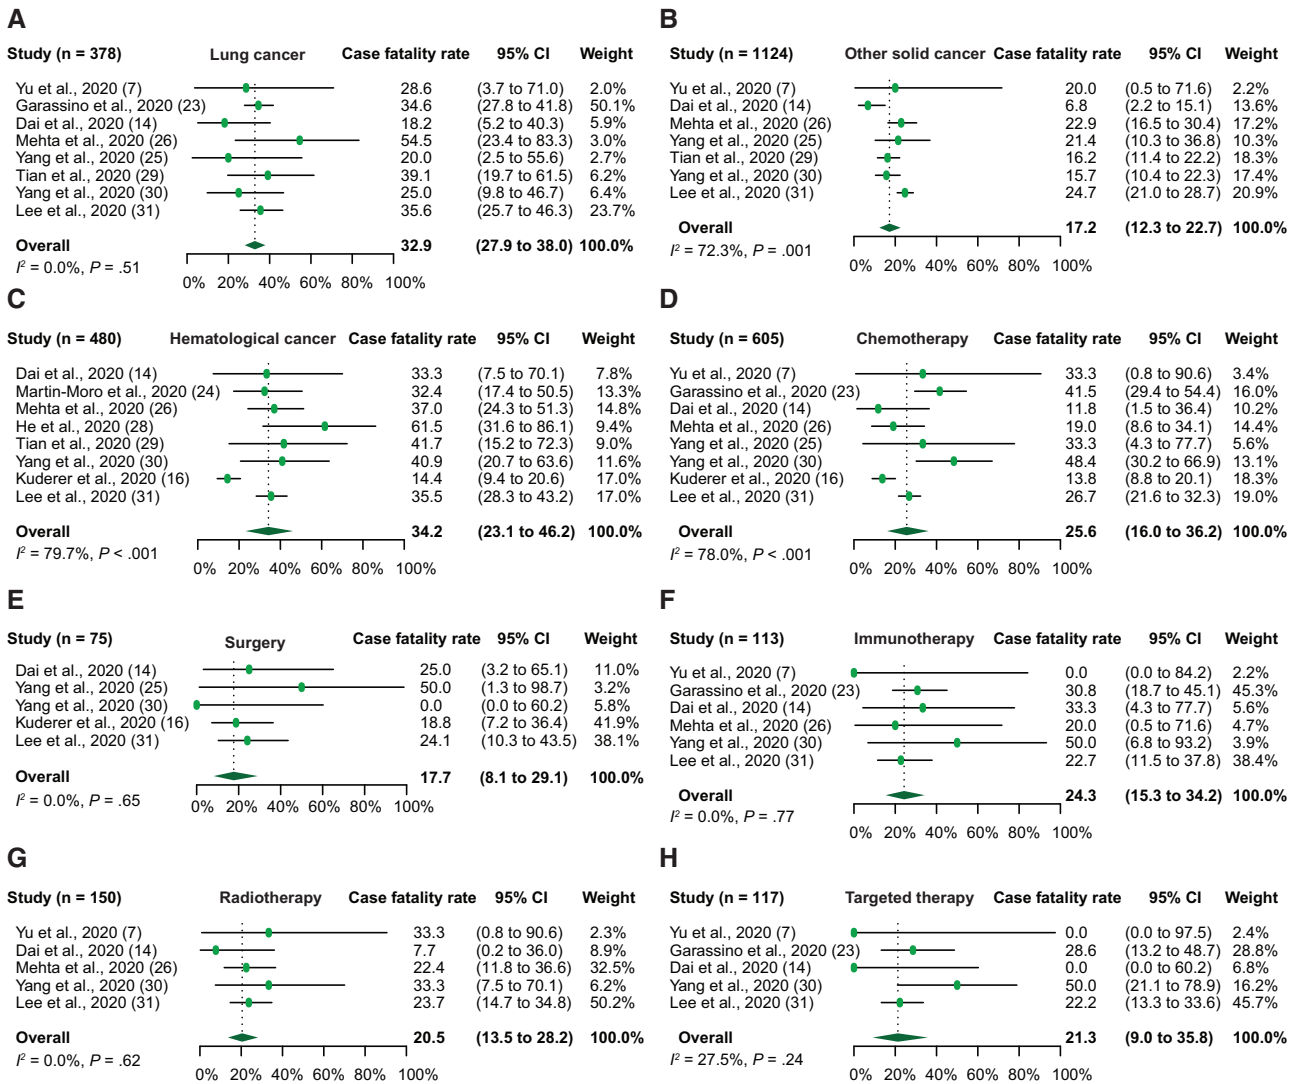 A
Study (n = 378) Lung cancer Case fatality rate 95% CI Weight
Yu et al., 2020 (7) 28.6 (3.7 to 71.0) 2.0%
Garassino et al., 2020 (23) 34.6 (27.8 to 41.8) 50.1%
Dai et al., 2020 (14) 18.2 (5.2 to 40.3) 5.9%
Mehta et al., 2020 (26) 54.5 (23.4 to 83.3) 3.0%
Yang et al., 2020 (25) 20.0 (2.5 to 55.6) 2.7%
Tian et al., 2020 (29) 39.1 (19.7 to 61.5) 6.2%
Yang et al., 2020 (30) 25.0 (9.8 to 46.7) 6.4%
Lee et al., 2020 (31) 35.6 (25.7 to 46.3) 23.7%
Overall 32.9 (27.9 to 38.0) 100.0%
I² = 0.0%, P = .51
0% 20% 40% 60% 80% 100%
B
Study (n = 1124) Other solid cancer Case fatality rate 95% CI Weight
Yu et al., 2020 (7) 20.0 (0.5 to 71.6) 2.2%
Dai et al., 2020 (14) 6.8 (2.2 to 15.1) 13.6%
Mehta et al., 2020 (26) 22.9 (16.5 to 30.4) 17.2%
Yang et al., 2020 (25) 21.4 (10.3 to 36.8) 10.3%
Tian et al., 2020 (29) 16.2 (11.4 to 22.2) 18.3%
Yang et al., 2020 (30) 15.7 (10.4 to 22.3) 17.4%
Lee et al., 2020 (31) 24.7 (21.0 to 28.7) 20.9%
Overall 17.2 (12.3 to 22.7) 100.0%
I² = 72.3%, P = .001
0% 20% 40% 60% 80% 100%
C
Study (n = 480) Hematological cancer Case fatality rate 95% CI Weight
Dai et al., 2020 (14) 33.3 (7.5 to 70.1) 7.8%
Martin-Moro et al., 2020 (24) 32.4 (17.4 to 50.5) 13.3%
Mehta et al., 2020 (26) 37.0 (24.3 to 51.3) 14.8%
He et al., 2020 (28) 61.5 (31.6 to 86.1) 9.4%
Tian et al., 2020 (29) 41.7 (15.2 to 72.3) 9.0%
Yang et al., 2020 (30) 40.9 (20.7 to 63.6) 11.6%
Kuderer et al., 2020 (16) 14.4 (9.4 to 20.6) 17.0%
Lee et al., 2020 (31) 35.5 (28.3 to 43.2) 17.0%
Overall 34.2 (23.1 to 46.2) 100.0%
I² = 79.7%, P < .001
0% 20% 40% 60% 80% 100%
D
Study (n = 605) Chemotherapy Case fatality rate 95% CI Weight
Yu et al., 2020 (7) 33.3 (0.8 to 90.6) 3.4%
Garassino et al., 2020 (23) 41.5 (29.4 to 54.4) 16.0%
Dai et al., 2020 (14) 11.8 (1.5 to 36.4) 10.2%
Mehta et al., 2020 (26) 19.0 (8.6 to 34.1) 14.4%
Yang et al., 2020 (25) 33.3 (4.3 to 77.7) 5.6%
Yang et al., 2020 (30) 48.4 (30.2 to 66.9) 13.1%
Kuderer et al., 2020 (16) 13.8 (8.8 to 20.1) 18.3%
Lee et al., 2020 (31) 26.7 (21.6 to 32.3) 19.0%
Overall 25.6 (16.0 to 36.2) 100.0%
I² = 78.0%, P < .001
0% 20% 40% 60% 80% 100%
E
Study (n = 75) Surgery Case fatality rate 95% CI Weight
Dai et al., 2020 (14) 25.0 (3.2 to 65.1) 11.0%
Yang et al., 2020 (25) 50.0 (1.3 to 98.7) 3.2%
Yang et al., 2020 (30) 0.0 (0.0 to 60.2) 5.8%
Kuderer et al., 2020 (16) 18.8 (7.2 to 36.4) 41.9%
Lee et al., 2020 (31) 24.1 (10.3 to 43.5) 38.1%
Overall 17.7 (8.1 to 29.1) 100.0%
I² = 0.0%, P = .65
0% 20% 40% 60% 80% 100%
F
Study (n = 113) Immunotherapy Case fatality rate 95% CI Weight
Yu et al., 2020 (7) 0.0 (0.0 to 84.2) 2.2%
Garassino et al., 2020 (23) 30.8 (18.7 to 45.1) 45.3%
Dai et al., 2020 (14) 33.3 (4.3 to 77.7) 5.6%
Mehta et al., 2020 (26) 20.0 (0.5 to 71.6) 4.7%
Yang et al., 2020 (30) 50.0 (6.8 to 93.2) 3.9%
Lee et al., 2020 (31) 22.7 (11.5 to 37.8) 38.4%
Overall 24.3 (15.3 to 34.2) 100.0%
I² = 0.0%, P = .77
0% 20% 40% 60% 80% 100%
G
Study (n = 150) Radiotherapy Case fatality rate 95% CI Weight
Yu et al., 2020 (7) 33.3 (0.8 to 90.6) 2.3%
Dai et al., 2020 (14) 7.7 (0.2 to 36.0) 8.9%
Mehta et al., 2020 (26) 22.4 (11.8 to 36.6) 32.5%
Yang et al., 2020 (30) 33.3 (7.5 to 70.1) 6.2%
Lee et al., 2020 (31) 23.7 (14.7 to 34.8) 50.2%
Overall 20.5 (13.5 to 28.2) 100.0%
I² = 0.0%, P = .62
0% 20% 40% 60% 80% 100%
H
Study (n = 117) Targeted therapy Case fatality rate 95% CI Weight
Yu et al., 2020 (7) 0.0 (0.0 to 97.5) 2.4%
Garassino et al., 2020 (23) 28.6 (13.2 to 48.7) 28.8%
Dai et al., 2020 (14) 0.0 (0.0 to 60.2) 6.8%
Yang et al., 2020 (30) 50.0 (21.1 to 78.9) 16.2%
Lee et al., 2020 (31) 22.2 (13.3 to 33.6) 45.7%
Overall 21.3 (9.0 to 35.8) 100.0%
I² = 27.5%, P = .24
0% 20% 40% 60% 80% 100%